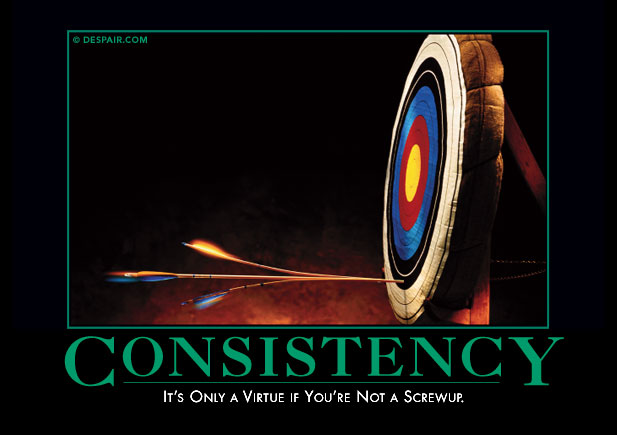 © DESPAIR.COM
CONSISTENCY
IT'S ONLY A VIRTUE IF YOU'RE NOT A SCREWUP.